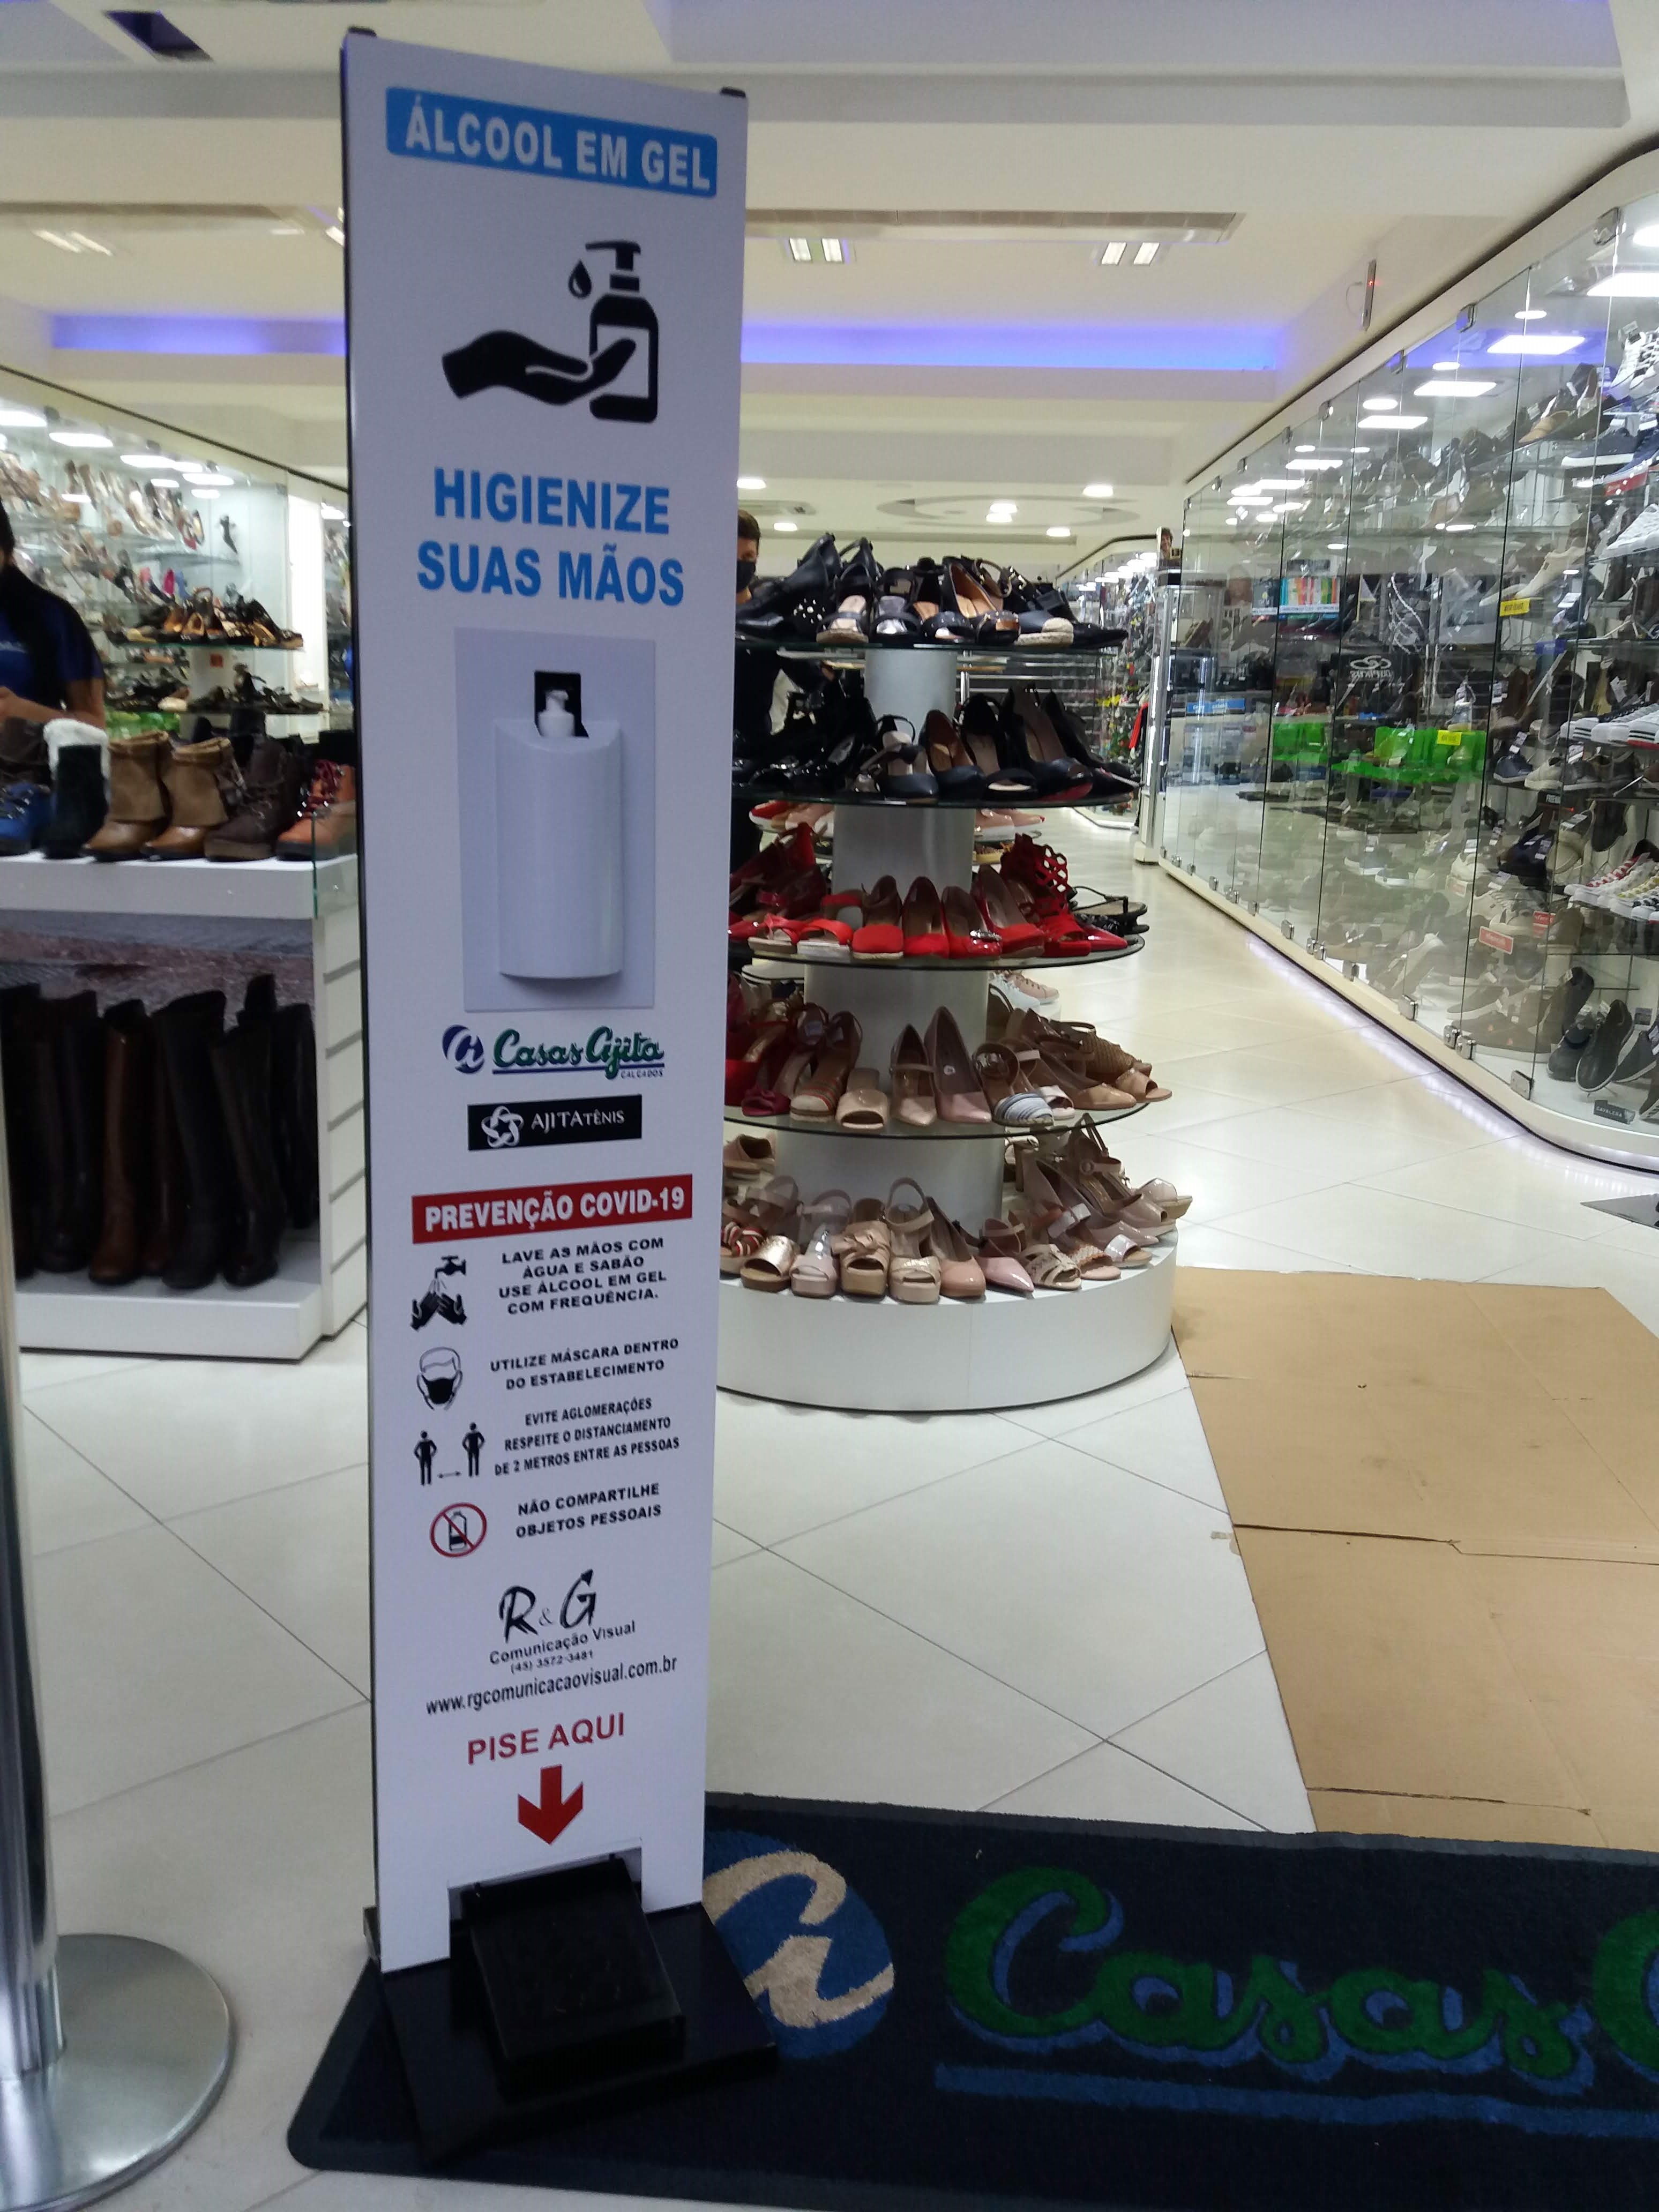 ÁLCOOL EM GEL
HIGIENIZE
SUAS MÃOS
Casas Ajita
CALÇADOS
AJITATÊNIS
PREVENÇÃO COVID-19
LAVE AS MÃOS COM
ÁGUA E SABÃO
USE ÁLCOOL EM GEL
COM FREQUÊNCIA.
UTILIZE MÁSCARA DENTRO
DO ESTABELECIMENTO
EVITE AGLOMERAÇÕES
RESPEITE O DISTANCIAMENTO
DE 2 METROS ENTRE AS PESSOAS
NÃO COMPARTILHE
OBJETOS PESSOAIS
R&G
Comunicação Visual
(45) 3572-3481
www.rgcomunicacaovisual.com.br
PISE AQUI
Casas